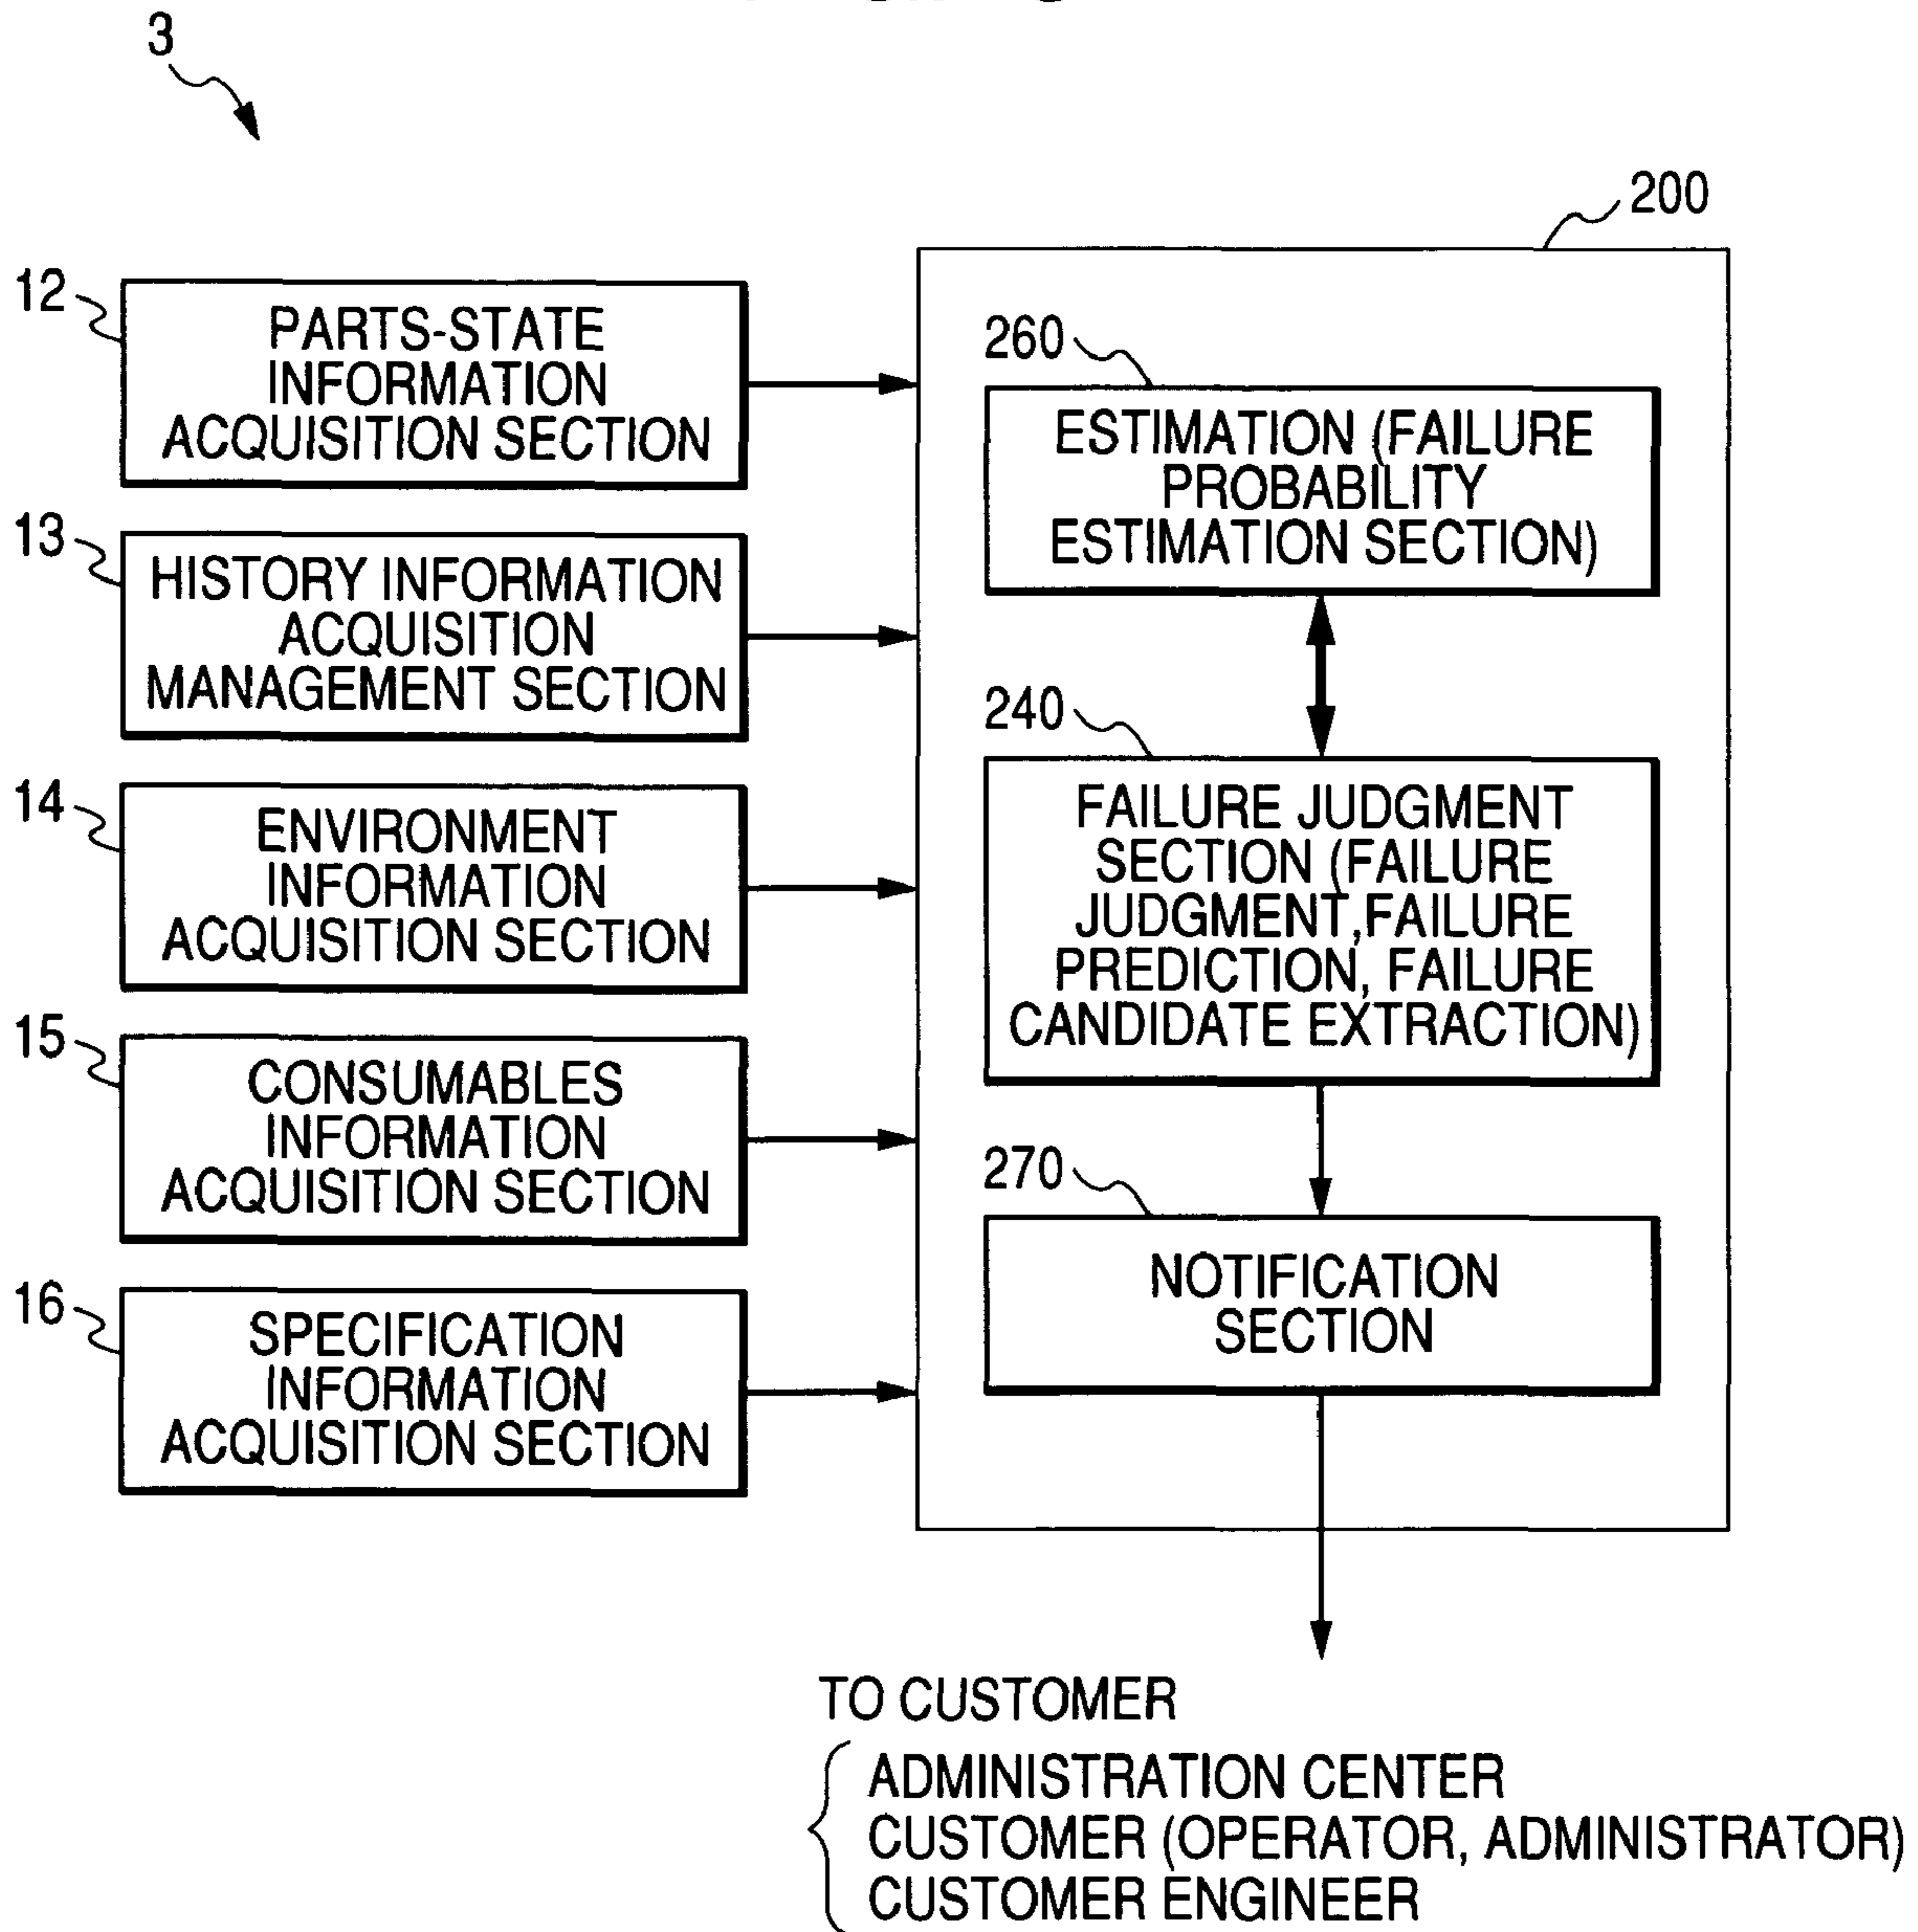 3
200
12
PARTS-STATE
INFORMATION
ACQUISITION SECTION
13
HISTORY INFORMATION
ACQUISITION
MANAGEMENT SECTION
14
ENVIRONMENT
INFORMATION
ACQUISITION SECTION
15
CONSUMABLES
INFORMATION
ACQUISITION SECTION
16
SPECIFICATION
INFORMATION
ACQUISITION SECTION
260
ESTIMATION (FAILURE
PROBABILITY
ESTIMATION SECTION)
240
FAILURE JUDGMENT
SECTION (FAILURE
JUDGMENT,FAILURE
PREDICTION, FAILURE
CANDIDATE EXTRACTION)
270
NOTIFICATION
SECTION
TO CUSTOMER
ADMINISTRATION CENTER
CUSTOMER (OPERATOR, ADMINISTRATOR)
CUSTOMER ENGINEER